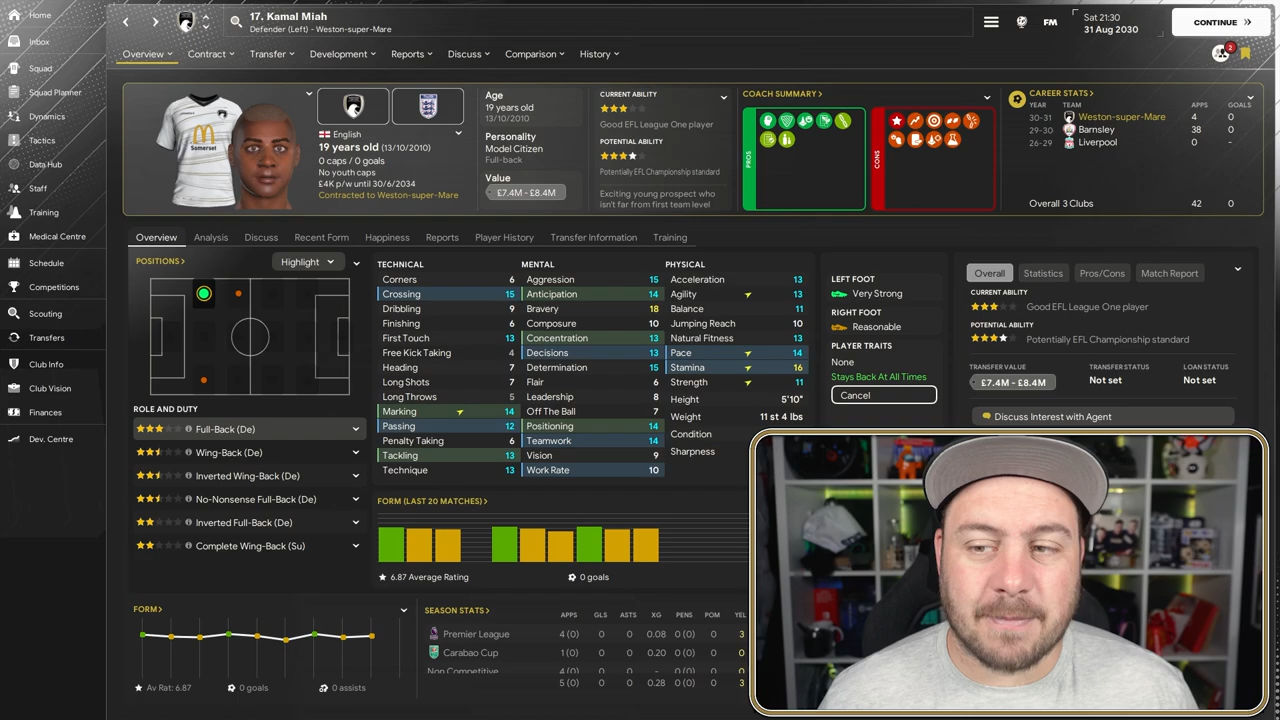 Home
Inbox
Squad
Squad Planner
Dynamics
Tactics
Data Hub
Staff
Training
Medical Centre
Schedule
Competitions
Scouting
Transfers
Club Info
Club Vision
Finances
Dev. Centre
17. Kamal Miah
Defender (Left) - Weston-super-Mare
FM
Sat 21:30
31 Aug 2030
CONTINUE
Overview
Contract
Transfer
Development
Reports
Discuss
Comparison
History
2
McDonald's
Somerset
English
19 years old (13/10/2010)
0 caps / 0 goals
No youth caps
£4K p/w until 30/6/2034
Contracted to Weston-super-Mare
Age
19 years old
13/10/2010
Personality
Model Citizen
Full-back
Value
£7.4M - £8.4M
CURRENT ABILITY
Good EFL League One player
POTENTIAL ABILITY
Potentially EFL Championship standard
Exciting young prospect who
isn't far from first team level
COACH SUMMARY
PROS
CONS
CAREER STATS
YEAR TEAM APPS GOALS
30-31 Weston-super-Mare 4 0
29-30 Barnsley 38 0
26-29 Liverpool 0 -
Overall 3 Clubs 42 0
Overview
Analysis
Discuss
Recent Form
Happiness
Reports
Player History
Transfer Information
Training
POSITIONS
Highlight
ROLE AND DUTY
Full-Back (De)
Wing-Back (De)
Inverted Wing-Back (De)
No-Nonsense Full-Back (De)
Inverted Full-Back (De)
Complete Wing-Back (Su)
TECHNICAL
Corners 6
Crossing 15
Dribbling 9
Finishing 6
First Touch 13
Free Kick Taking 4
Heading 7
Long Shots 7
Long Throws 5
Marking 14
Passing 12
Penalty Taking 6
Tackling 13
Technique 13
MENTAL
Aggression 15
Anticipation 14
Bravery 18
Composure 10
Concentration 13
Decisions 13
Determination 15
Flair 6
Leadership 8
Off The Ball 7
Positioning 14
Teamwork 14
Vision 9
Work Rate 10
PHYSICAL
Acceleration 13
Agility 13
Balance 11
Jumping Reach 10
Natural Fitness 13
Pace 14
Stamina 16
Strength 11
Height 5'10"
Weight 11 st 4 lbs
Condition
Sharpness
LEFT FOOT
Very Strong
RIGHT FOOT
Reasonable
PLAYER TRAITS
None
Stays Back At All Times
Cancel
Overall
Statistics
Pros/Cons
Match Report
CURRENT ABILITY
Good EFL League One player
POTENTIAL ABILITY
Potentially EFL Championship standard
TRANSFER VALUE
£7.4M - £8.4M
TRANSFER STATUS
Not set
LOAN STATUS
Not set
Discuss Interest with Agent
FORM (LAST 20 MATCHES)
6.87 Average Rating
0 goals
FORM
Av Rat: 6.87
0 goals
0 assists
SEASON STATS APPS GLS ASTS XG PENS POM YEL
Premier League 4 (0) 0 0 0.08 0 (0) 0 3
Carabao Cup 1 (0) 0 0 0.20 0 (0) 0 0
Non Competitive 4 (0) 0 0 - 0 (0) 0
5 (0) 0 0 0.28 0 (0) 0 3